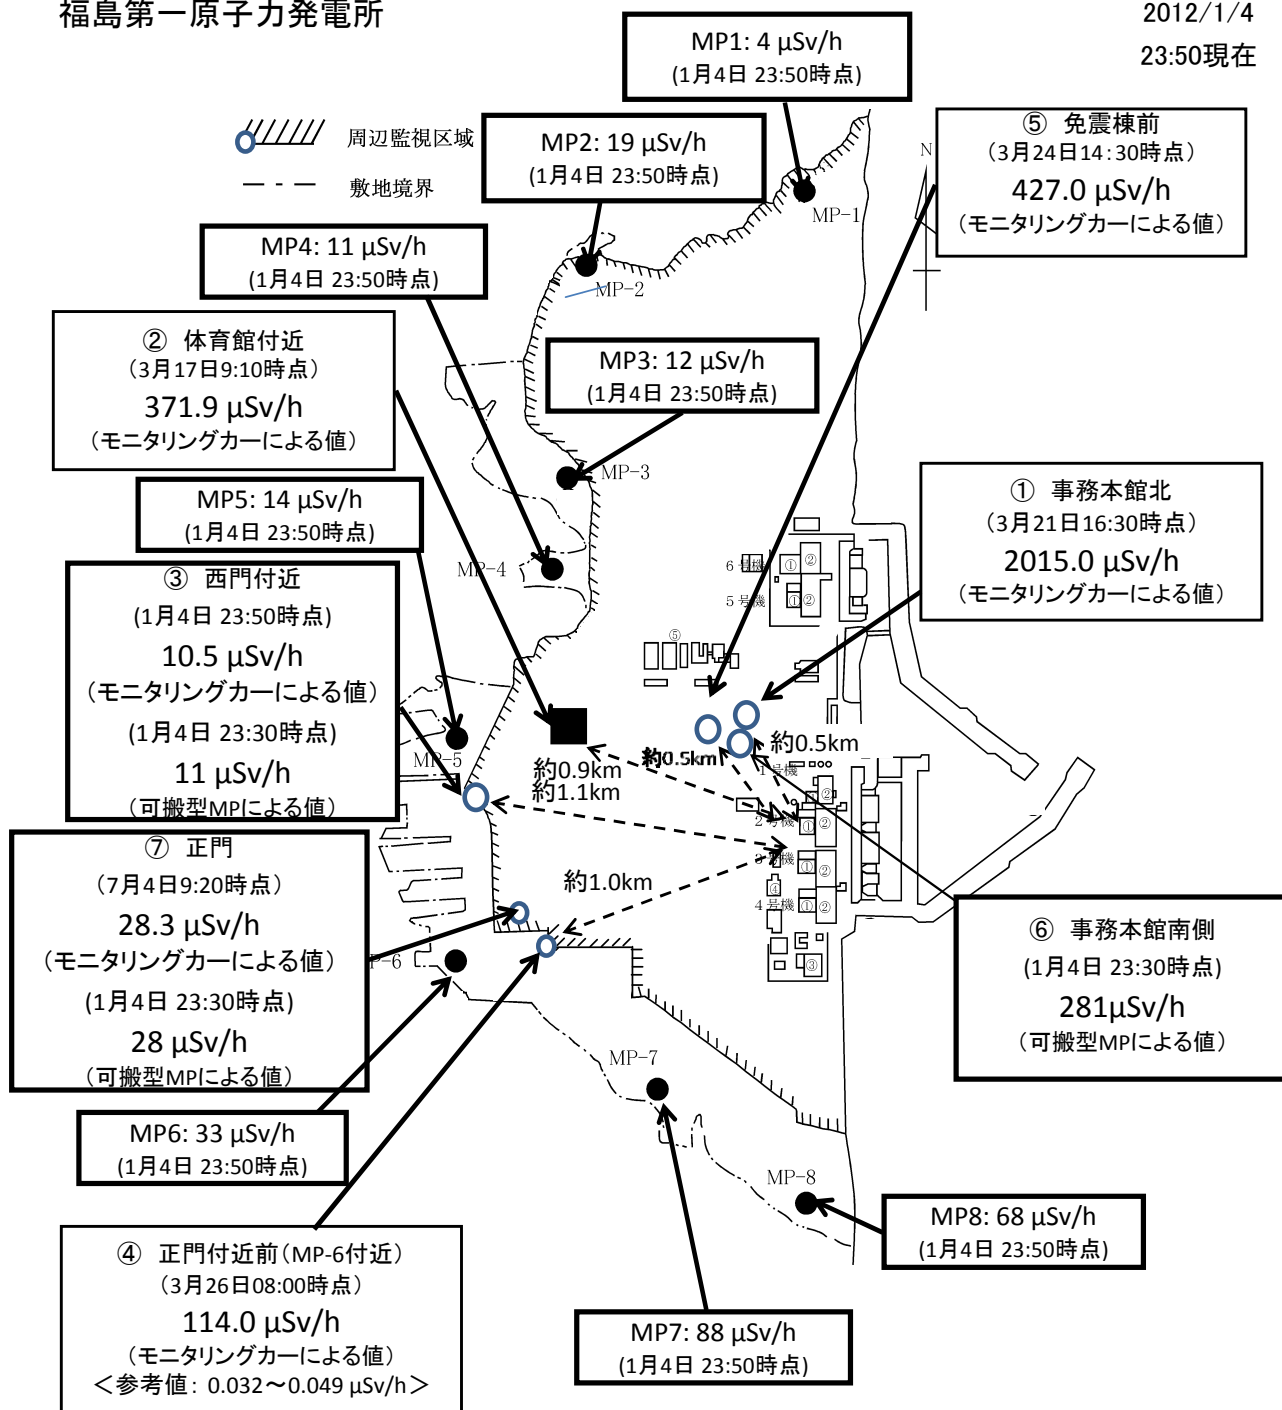 福島第一原子力発電所
2012/1/4
23:50現在
MP1: 4 μSv/h
(1月4日 23:50時点)
周辺監視区域
敷地境界
MP2: 19 μSv/h
(1月4日 23:50時点)
⑤ 免震棟前
(3月24日14:30時点)
427.0 μSv/h
(モニタリングカーによる値)
N
MP-1
MP4: 11 μSv/h
(1月4日 23:50時点)
MP-2
② 体育館付近
(3月17日9:10時点)
371.9 μSv/h
(モニタリングカーによる値)
MP3: 12 μSv/h
(1月4日 23:50時点)
MP-3
MP5: 14 μSv/h
(1月4日 23:50時点)
① 事務本館北
(3月21日16:30時点)
2015.0 μSv/h
(モニタリングカーによる値)
MP-4
6号機
① ②
5号機
① ②
③ 西門付近
(1月4日 23:50時点)
10.5 μSv/h
(モニタリングカーによる値)
(1月4日 23:30時点)
11 μSv/h
(可搬型MPによる値)
⑤
MP-5
約0.9km
約1.1km
約0.5km
約0.5km
1号機
②
2号機
① ②
3号機
① ②
④
4号機
① ②
③
約1.0km
⑦ 正門
(7月4日9:20時点)
28.3 μSv/h
(モニタリングカーによる値)
(1月4日 23:30時点)
28 μSv/h
(可搬型MPによる値)
P-6
⑥ 事務本館南側
(1月4日 23:30時点)
281μSv/h
(可搬型MPによる値)
MP-7
MP6: 33 μSv/h
(1月4日 23:50時点)
MP-8
MP8: 68 μSv/h
(1月4日 23:50時点)
④ 正門付近前(MP-6付近)
(3月26日08:00時点)
114.0 μSv/h
(モニタリングカーによる値)
<参考値: 0.032～0.049 μSv/h>
MP7: 88 μSv/h
(1月4日 23:50時点)